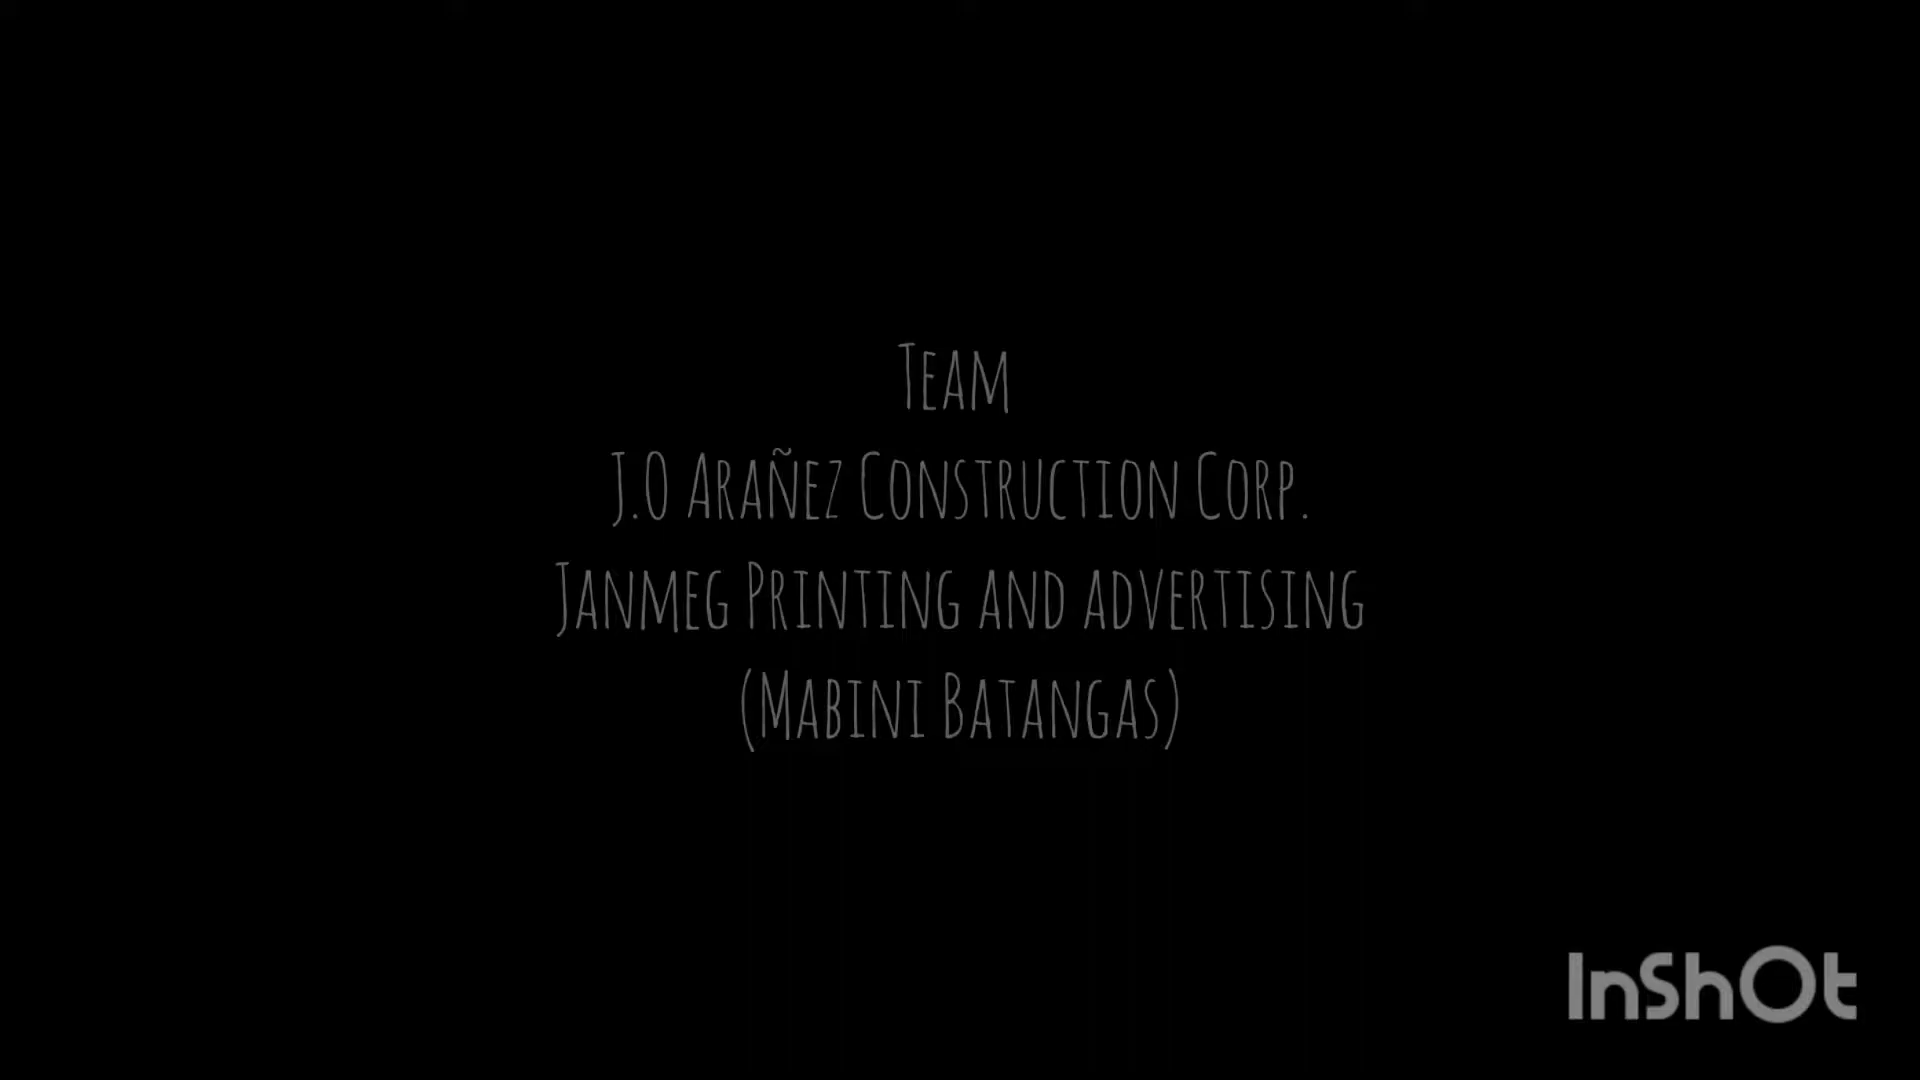 Team
J.O Arañez Construction Corp.
Janmeg Printing and advertising
(Mabini Batangas)
InShOt